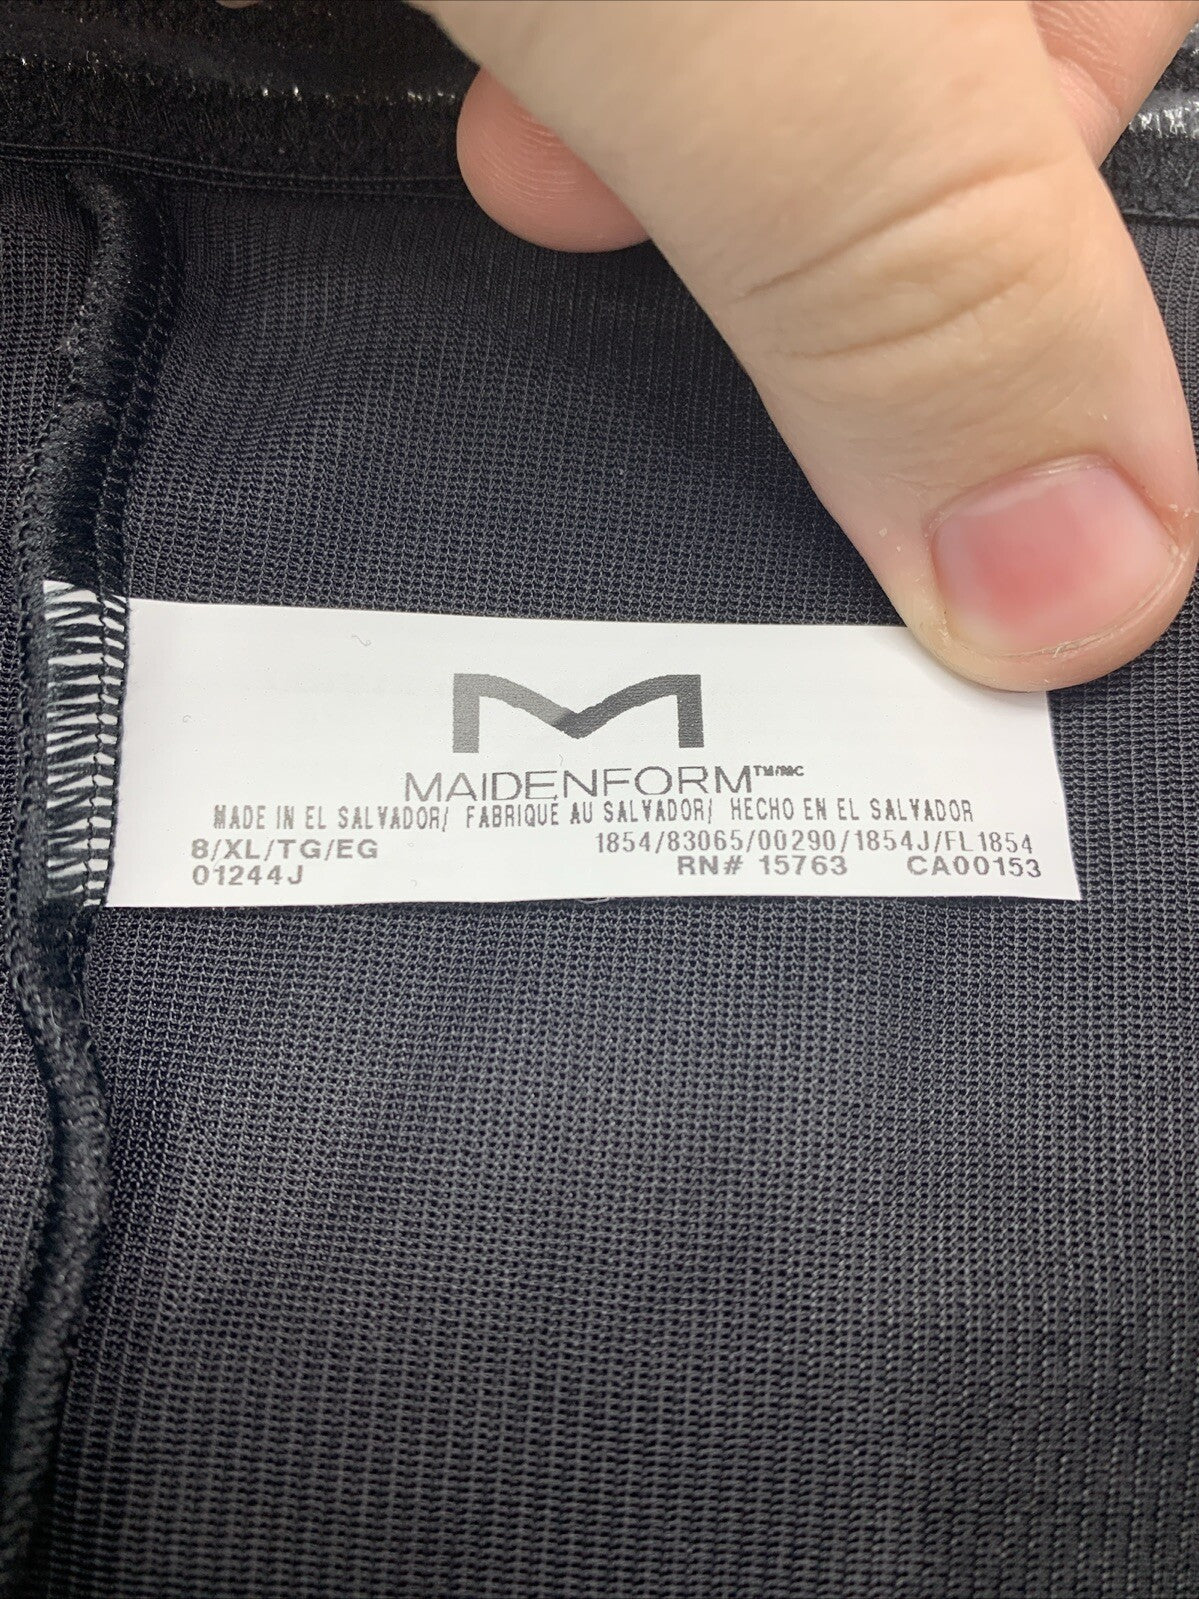 M
MAIDENFORM™/MC
MADE IN EL SALVADOR/ FABRIQUE AU SALVADOR/ HECHO EN EL SALVADOR
8/XL/TG/EG 1854/83065/00290/1854J/FL1854
01244J RN# 15763 CA00153